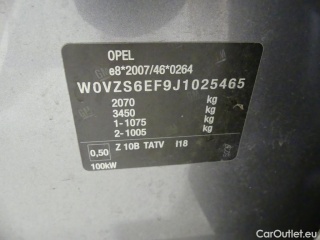 OPEL
e8*2007/46*0264
W0VZS6EF9J1025465
2070 kg
3450 kg
1-1075 kg
2-1005 kg
0,50 Z 10B TATV I18
100kW
© CarOutlet.eu